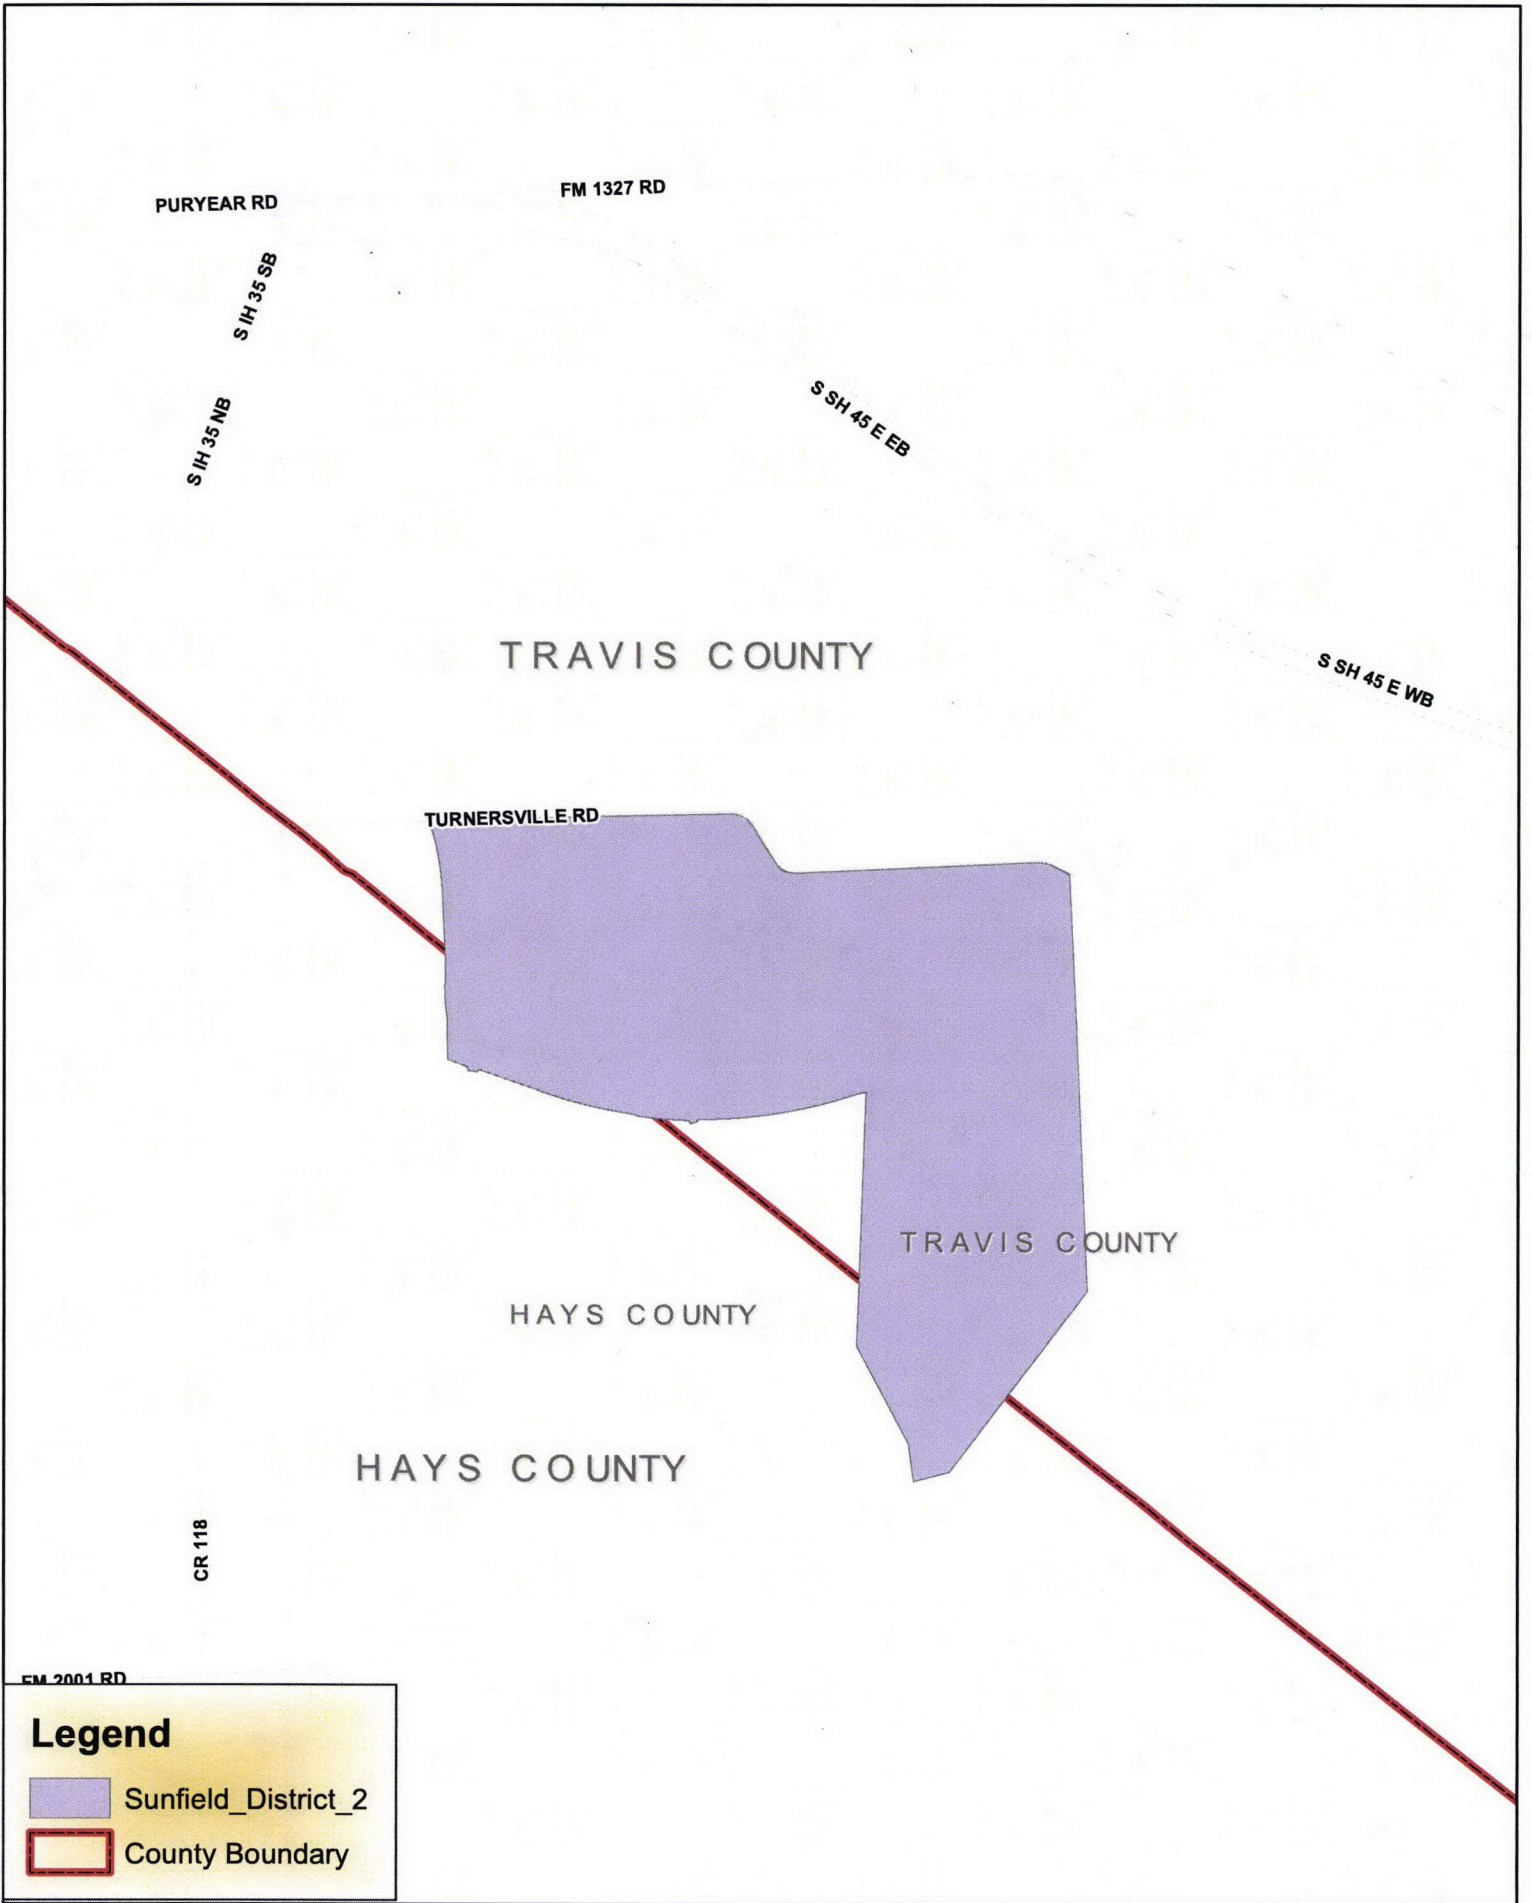 FM 1327 RD
PURYEAR RD
S IH 35 SB
S IH 35 NB
S SH 45 E EB
TRAVIS COUNTY
S SH 45 E WB
TURNERSVILLE RD
TRAVIS COUNTY
HAYS COUNTY
HAYS COUNTY
CR 118
FM 2001 RD
Legend
Sunfield_District_2
County Boundary